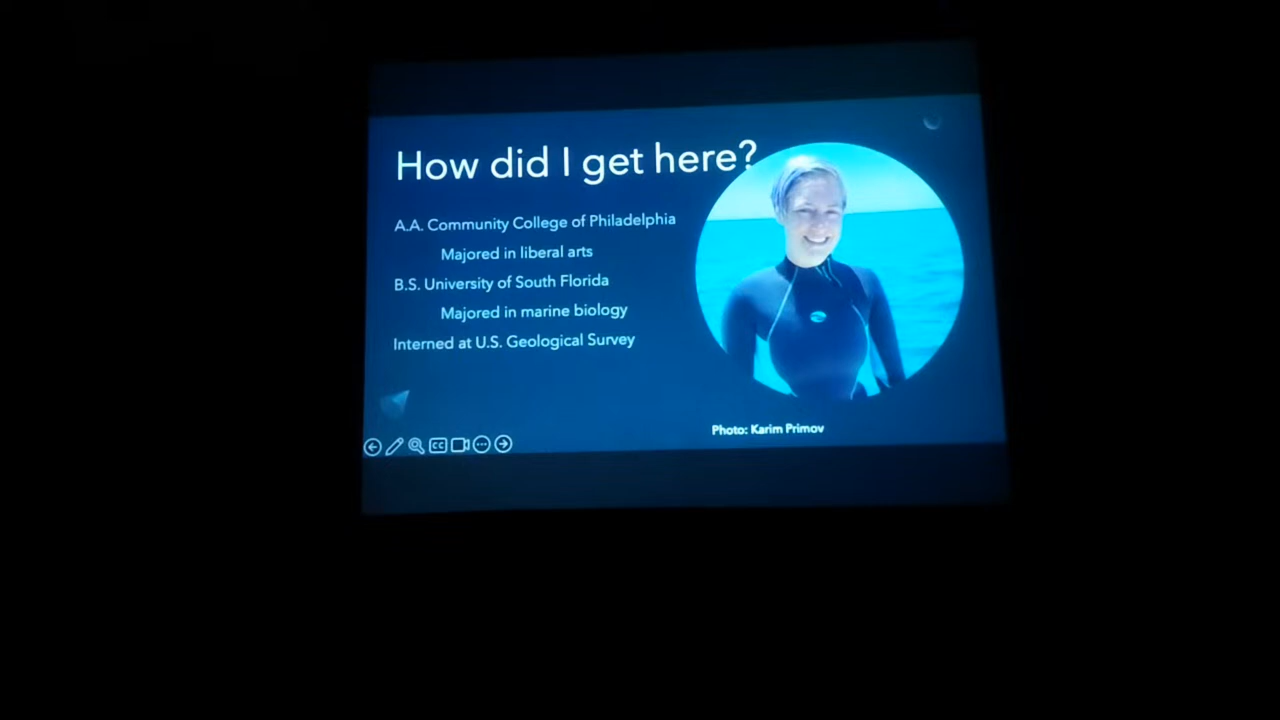 How did I get here?
A.A. Community College of Philadelphia
Majored in liberal arts
B.S. University of South Florida
Majored in marine biology
Interned at U.S. Geological Survey
Photo: Karim Primov
CC